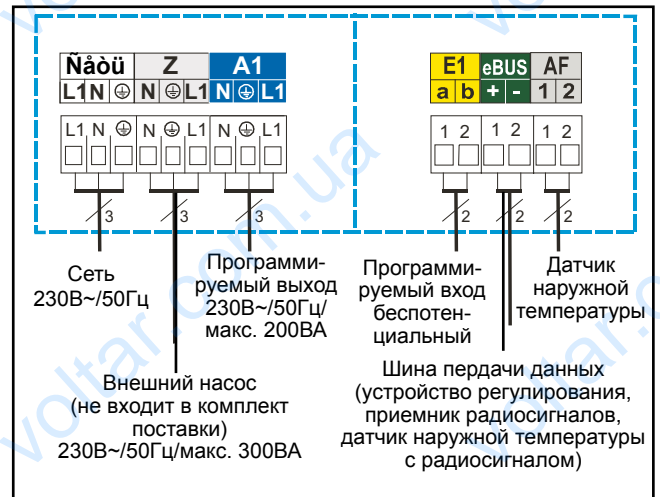 Ñåòü Z A1 E1 eBUS AF
L1 N ⏚ N ⏚ L1 N ⏚ L1 a b + - 1 2
L1 N ⏚ N ⏚ L1 N ⏚ L1 1 2 1 2 1 2
3 3 3 2 2 2
Сеть
230В~/50Гц
Программи-
руемый выход
230В~/50Гц/
макс. 200ВА
Внешний насос
(не входит в комплект
поставки)
230В~/50Гц/макс. 300ВА
Программи-
руемый вход
беспотен-
циальный
Датчик
наружной
температуры
Шина пердачи данных
(устройство регулирования,
приемник радиосигналов,
датчик наружной температуры
с радиосигналом)
voltar.com.ua